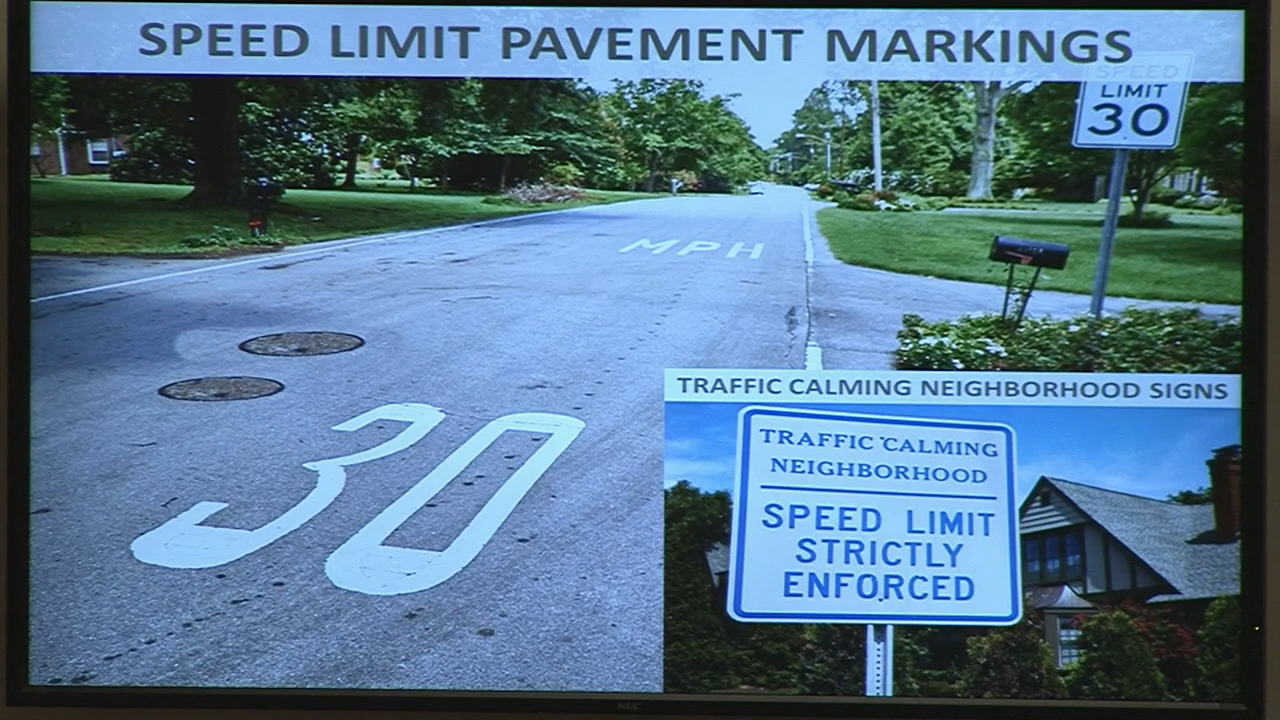 SPEED LIMIT PAVEMENT MARKINGS
SPEED
LIMIT
30
MPH
30
TRAFFIC CALMING NEIGHBORHOOD SIGNS
TRAFFIC CALMING
NEIGHBORHOOD
SPEED LIMIT
STRICTLY
ENFORCED
NEC